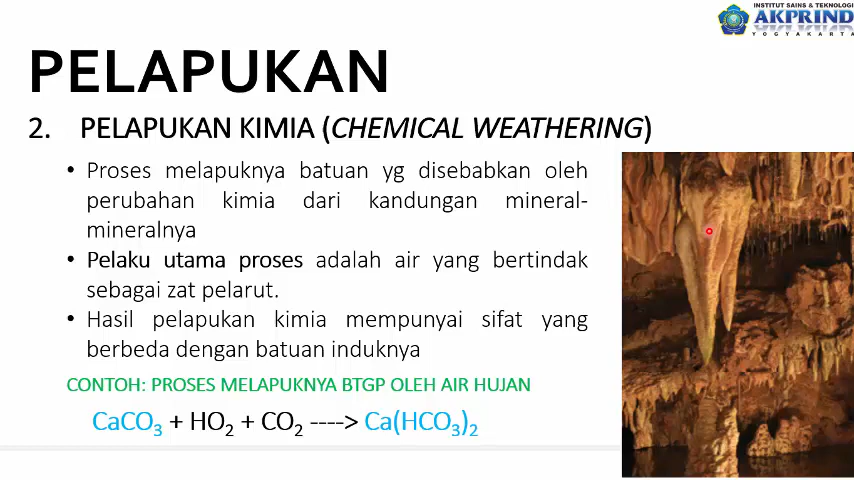 INSTITUT SAINS & TEKNOLOGI
AKPRIND
YOGYAKARTA
PELAPUKAN
2. PELAPUKAN KIMIA (CHEMICAL WEATHERING)
• Proses melapuknya batuan yg disebabkan oleh
perubahan kimia dari kandungan mineral-
mineralnya
• Pelaku utama proses adalah air yang bertindak
sebagai zat pelarut.
• Hasil pelapukan kimia mempunyai sifat yang
berbeda dengan batuan induknya
CONTOH: PROSES MELAPUKNYA BTGP OLEH AIR HUJAN
CaCO₃ + HO₂ + CO₂ ----> Ca(HCO₃)₂